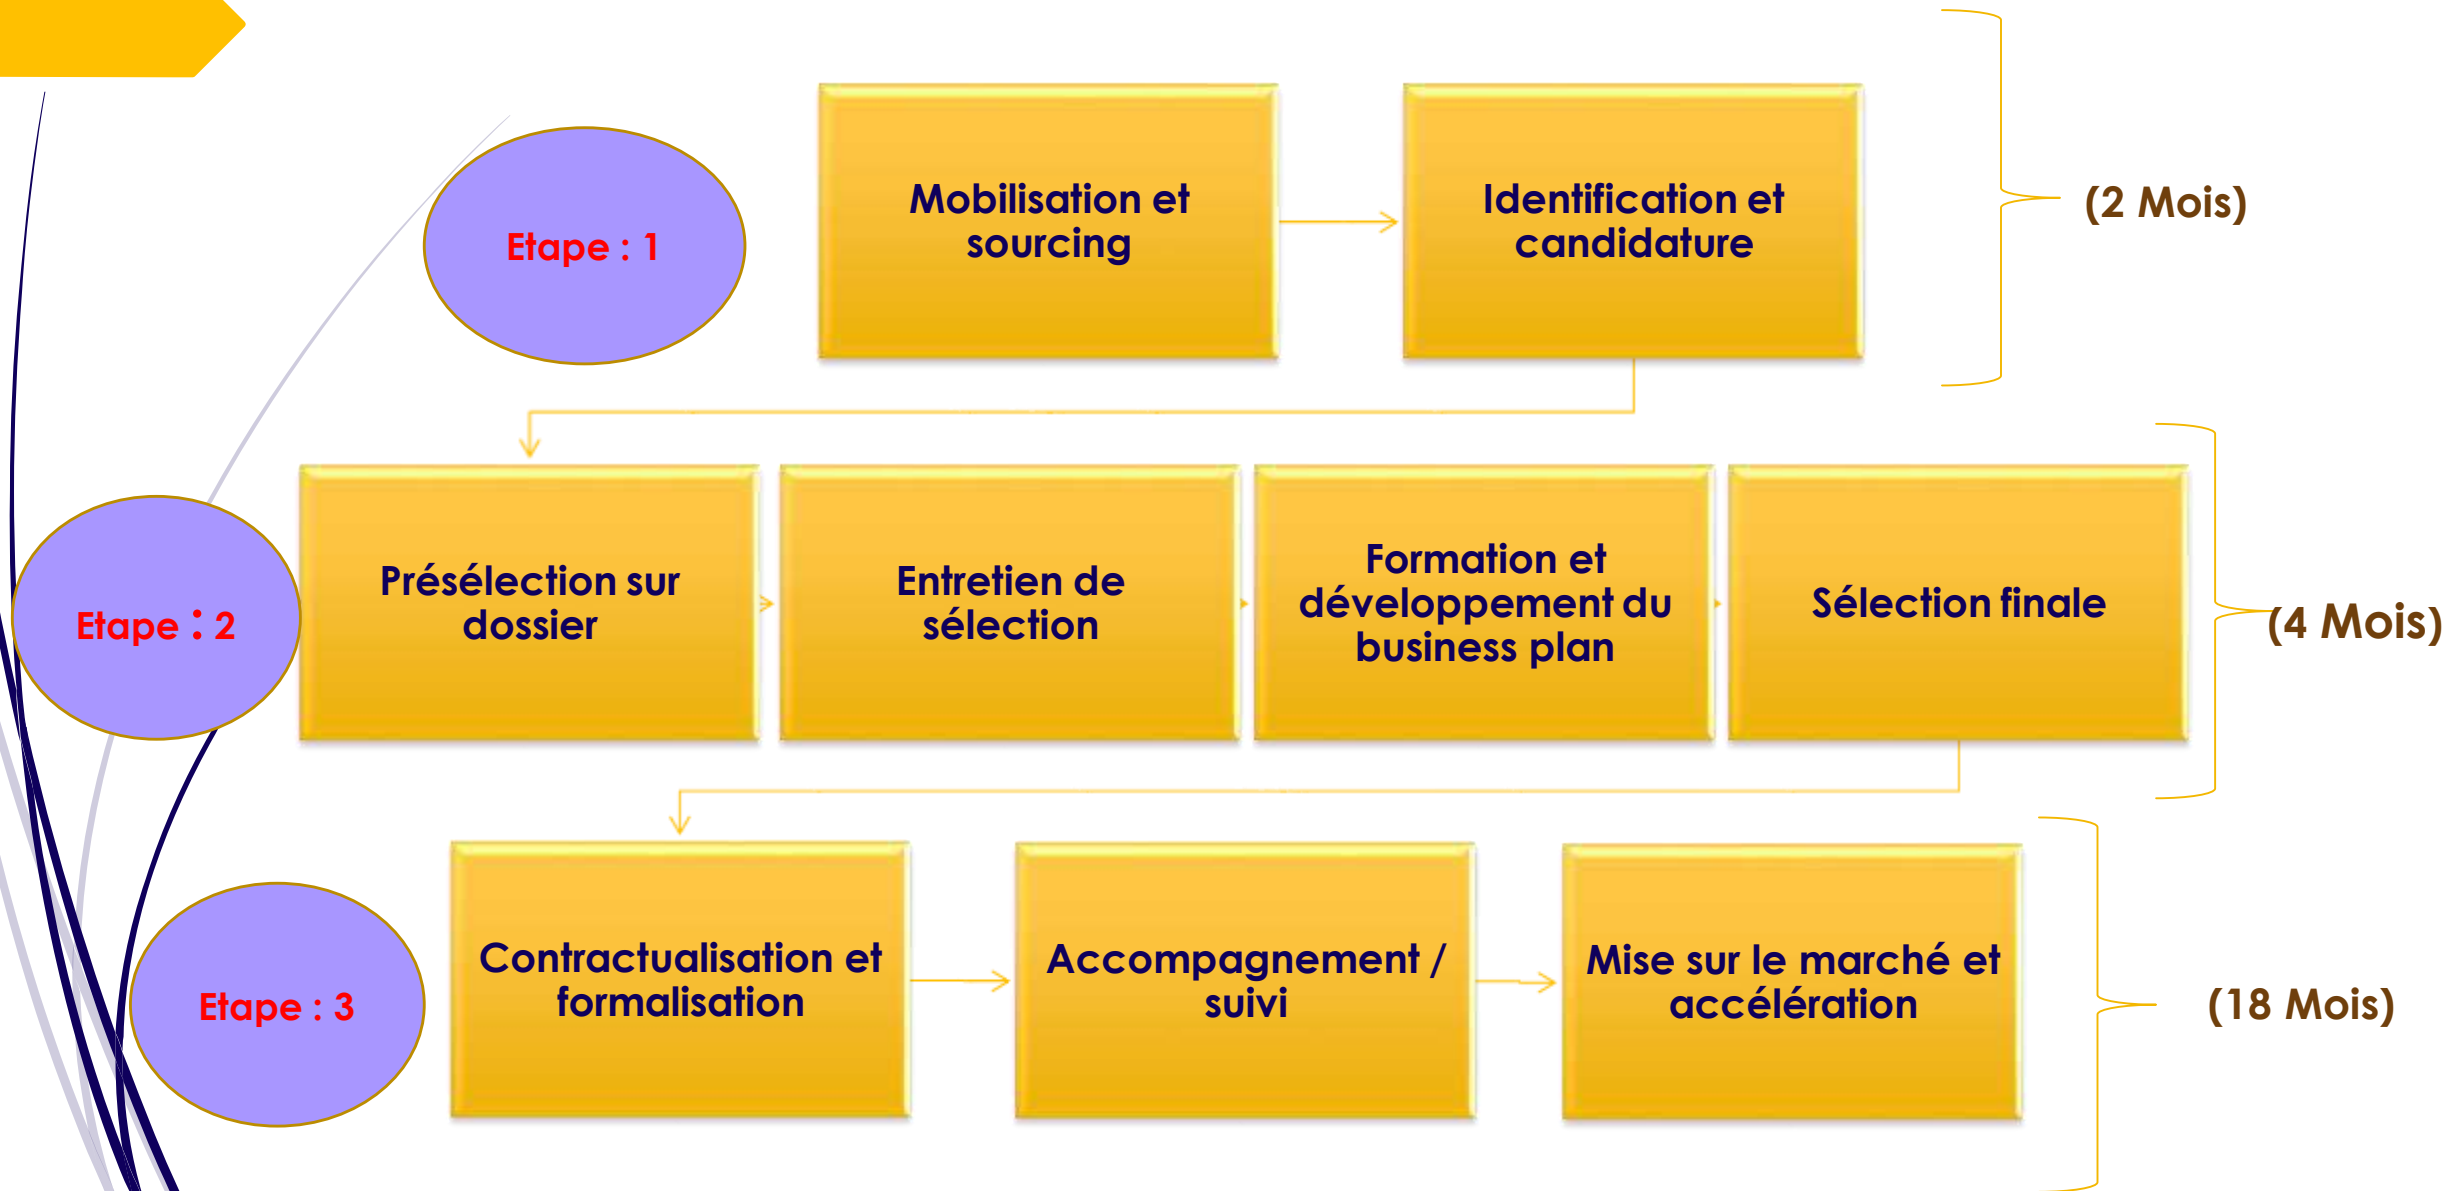 Etape : 1
Mobilisation et
sourcing
Identification et
candidature
(2 Mois)
Etape : 2
Présélection sur
dossier
Entretien de
sélection
Formation et
développement du
business plan
Sélection finale
(4 Mois)
Etape : 3
Contractualisation et
formalisation
Accompagnement /
suivi
Mise sur le marché et
accélération
(18 Mois)